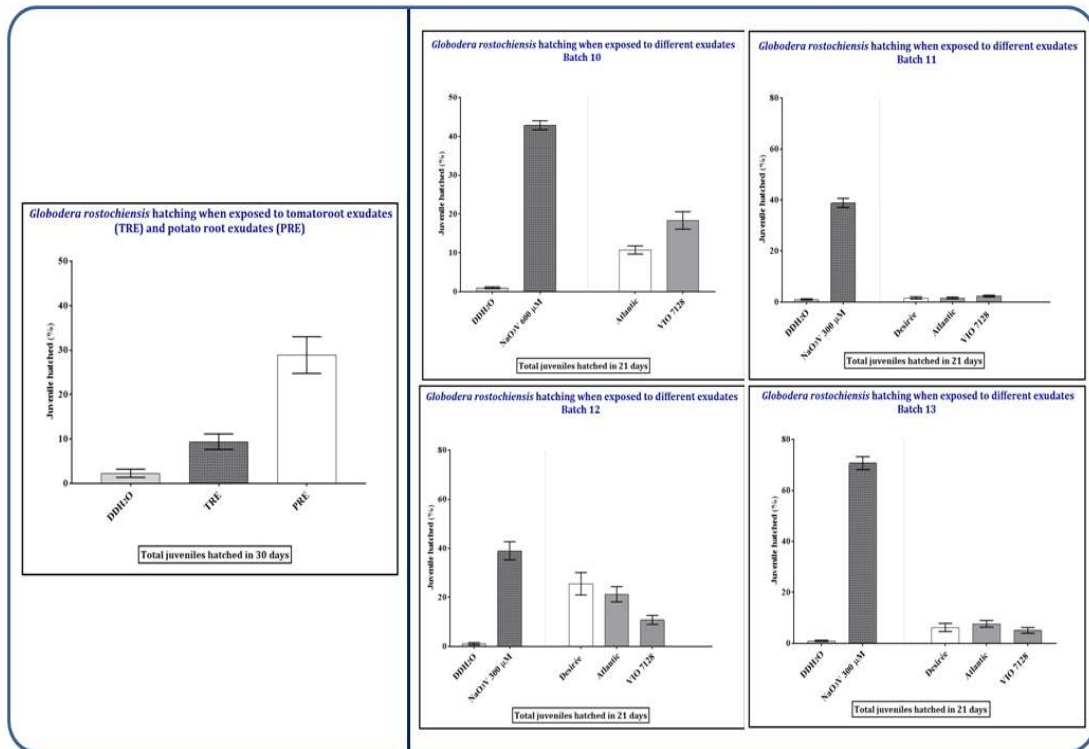 Globodera rostochiensis hatching when exposed to tomatoroot exudates
(TRE) and potato root exudates (PRE)
Juvenile hatched (%)
50
40
30
20
10
0
DDH₂O
TRE
PRE
Total juveniles hatched in 30 days
Globodera rostochiensis hatching when exposed to different exudates
Batch 10
Juvenile hatched (%)
50
40
30
20
10
0
DDH₂O
NaO₃V 600 µM
Atlantic
VIO 7128
Total juveniles hatched in 21 days
Globodera rostochiensis hatching when exposed to different exudates
Batch 11
Juvenile hatched (%)
80
60
40
20
0
DDH₂O
NaO₃V 300 µM
Desirée
Atlantic
VIO 7128
Total juveniles hatched in 21 days
Globodera rostochiensis hatching when exposed to different exudates
Batch 12
Juvenile hatched (%)
80
60
40
20
0
DDH₂O
NaO₃V 300 µM
Desirée
Atlantic
VIO 7128
Total juveniles hatched in 21 days
Globodera rostochiensis hatching when exposed to different exudates
Batch 13
Juvenile hatched (%)
80
60
40
20
0
DDH₂O
NaO₃V 300 µM
Desirée
Atlantic
VIO 7128
Total juveniles hatched in 21 days